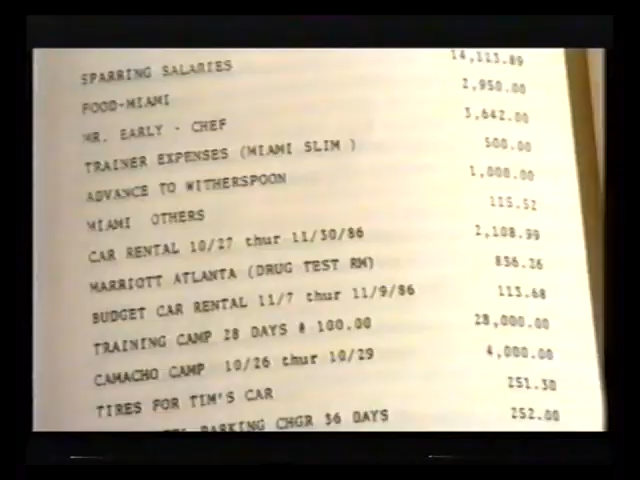 SPARRING SALARIES 14,113.89
FOOD-MIAMI 2,950.00
MR. EARLY - CHEF 3,642.00
TRAINER EXPENSES (MIAMI SLIM ) 500.00
ADVANCE TO WITHERSPOON 1,000.00
MIAMI OTHERS 115.52
CAR RENTAL 10/27 thur 11/30/86 2,108.99
MARRIOTT ATLANTA (DRUG TEST RM) 836.26
BUDGET CAR RENTAL 11/7 thur 11/9/86 113.68
TRAINING CAMP 28 DAYS @ 100.00 28,000.00
CAMACHO CAMP 10/26 thur 10/29 4,000.00
TIRES FOR TIM'S CAR 251.50
PARKING CHGR 36 DAYS 252.00